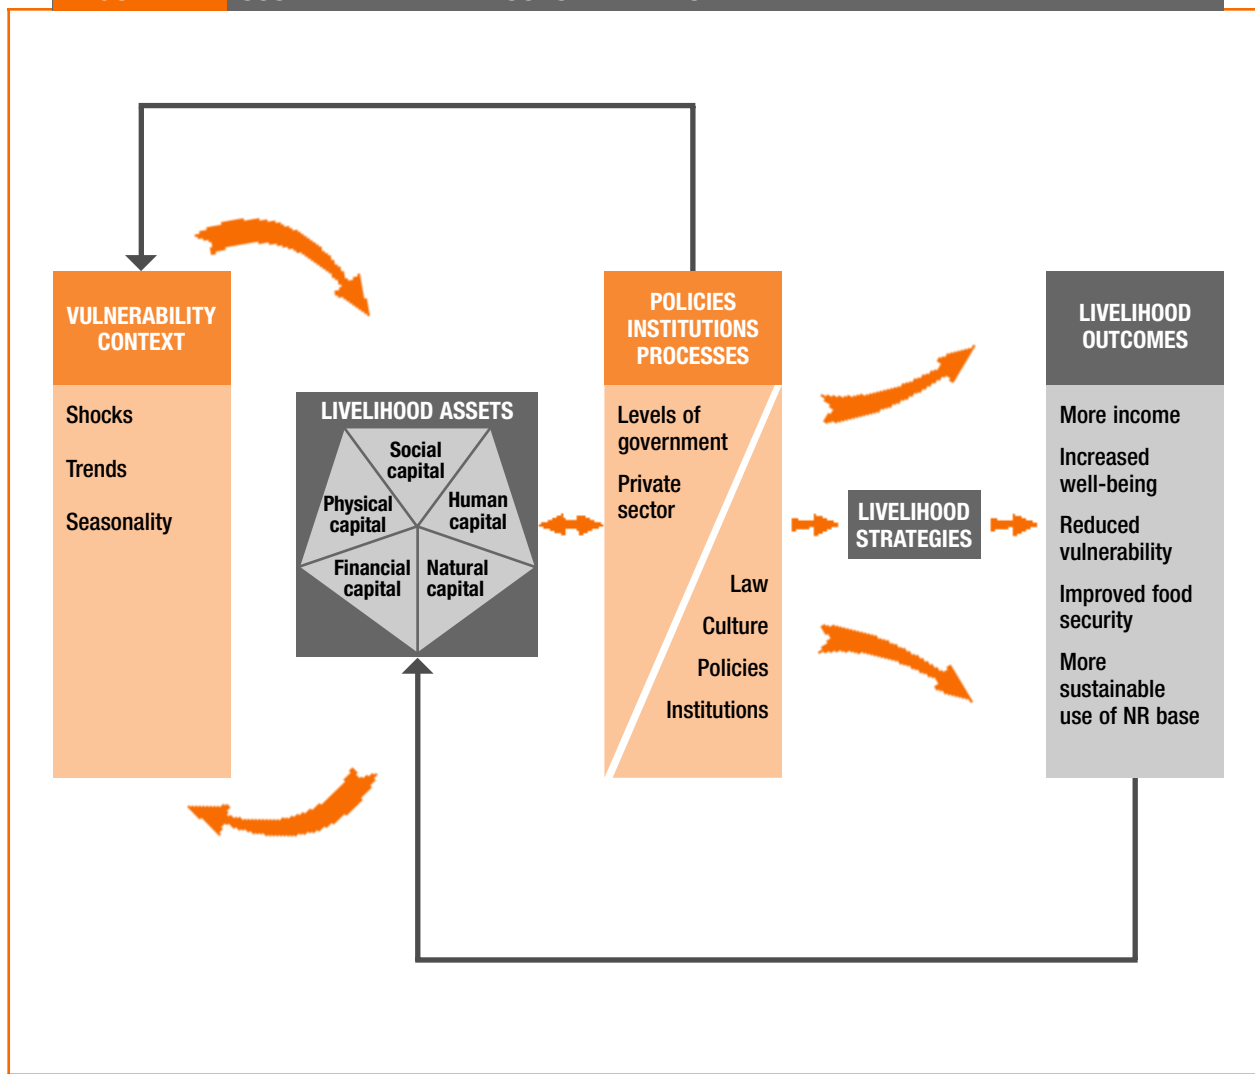 VULNERABILITY
CONTEXT
Shocks
Trends
Seasonality
LIVELIHOOD ASSETS
Social
capital
Physical
capital
Human
capital
Financial
capital
Natural
capital
POLICIES
INSTITUTIONS
PROCESSES
Levels of
government
Private
sector
Law
Culture
Policies
Institutions
LIVELIHOOD
STRATEGIES
LIVELIHOOD
OUTCOMES
More income
Increased
well-being
Reduced
vulnerability
Improved food
security
More
sustainable
use of NR base